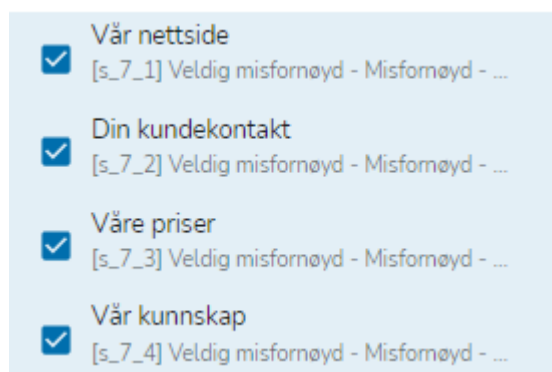 Vår nettside
[s_7_1] Veldig misfornøyd - Misfornøyd - ...
Din kundekontakt
[s_7_2] Veldig misfornøyd - Misfornøyd - ...
Våre priser
[s_7_3] Veldig misfornøyd - Misfornøyd - ...
Vår kunnskap
[s_7_4] Veldig misfornøyd - Misfornøyd - ...